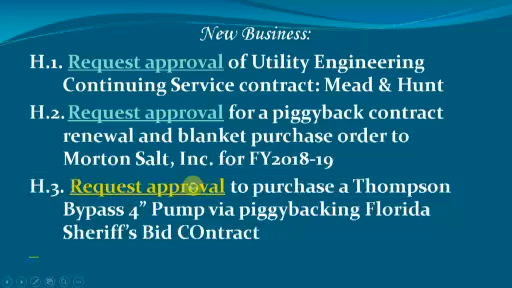 New Business:
H.1. Request approval of Utility Engineering
Continuing Service contract: Mead & Hunt
H.2. Request approval for a piggyback contract
renewal and blanket purchase order to
Morton Salt, Inc. for FY2018-19
H.3. Request approval to purchase a Thompson
Bypass 4” Pump via piggybacking Florida
Sheriff’s Bid COntract